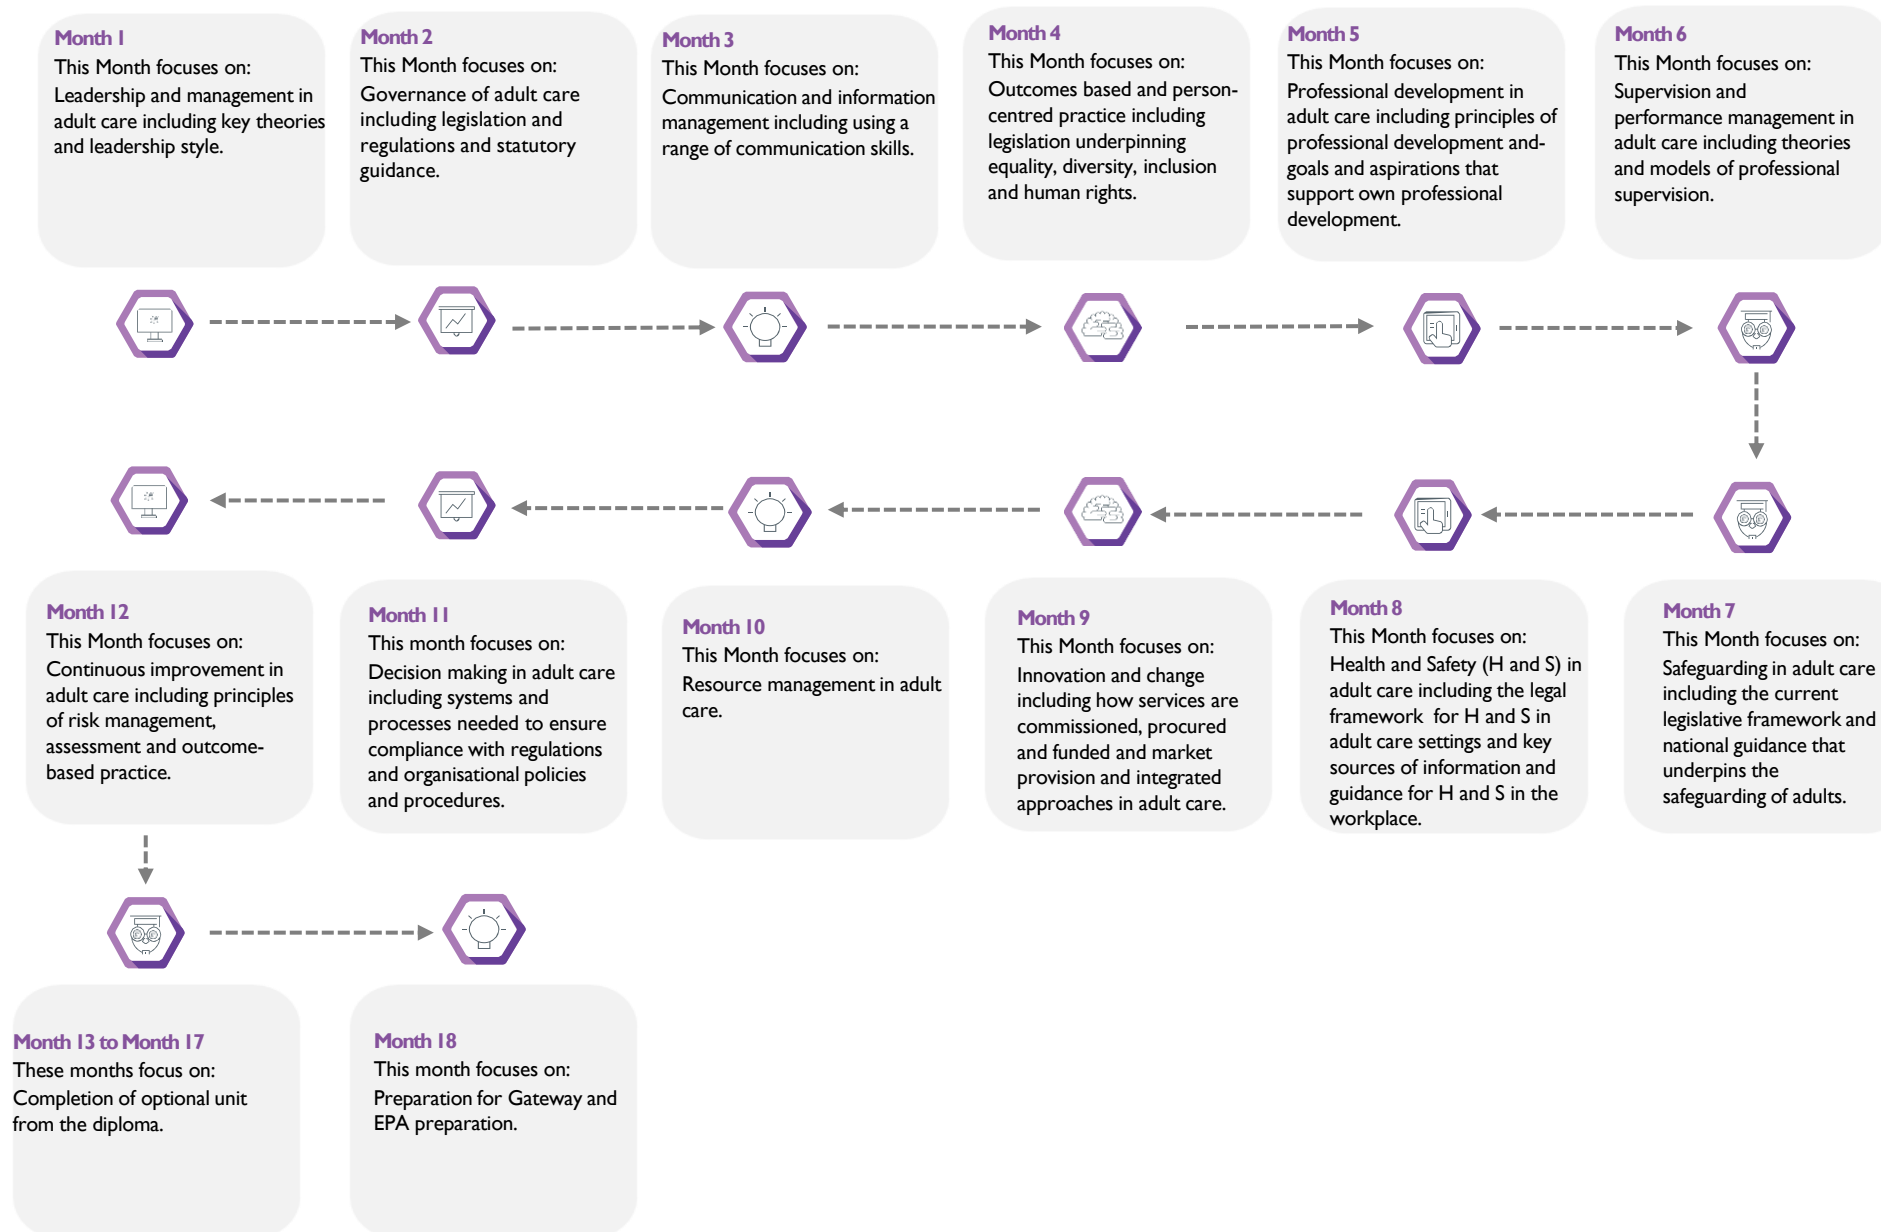 Month 1
This Month focuses on:
Leadership and management in
adult care including key theories
and leadership style.
Month 2
This Month focuses on:
Governance of adult care
including legislation and
regulations and statutory
guidance.
Month 3
This Month focuses on:
Communication and information
management including using a
range of communication skills.
Month 4
This Month focuses on:
Outcomes based and person-
centred practice including
legislation underpinning
equality, diversity, inclusion
and human rights.
Month 5
This Month focuses on:
Professional development in
adult care including principles of
professional development and-
goals and aspirations that
support own professional
development.
Month 6
This Month focuses on:
Supervision and
performance management in
adult care including theories
and models of professional
supervision.
Month 12
This Month focuses on:
Continuous improvement in
adult care including principles
of risk management,
assessment and outcome-
based practice.
Month 11
This month focuses on:
Decision making in adult care
including systems and
processes needed to ensure
compliance with regulations
and organisational policies
and procedures.
Month 10
This Month focuses on:
Resource management in adult
care.
Month 9
This Month focuses on:
Innovation and change
including how services are
commissioned, procured
and funded and market
provision and integrated
approaches in adult care.
Month 8
This Month focuses on:
Health and Safety (H and S) in
adult care including the legal
framework for H and S in
adult care settings and key
sources of information and
guidance for H and S in the
workplace.
Month 7
This Month focuses on:
Safeguarding in adult care
including the current
legislative framework and
national guidance that
underpins the
safeguarding of adults.
Month 13 to Month 17
These months focus on:
Completion of optional unit
from the diploma.
Month 18
This month focuses on:
Preparation for Gateway and
EPA preparation.